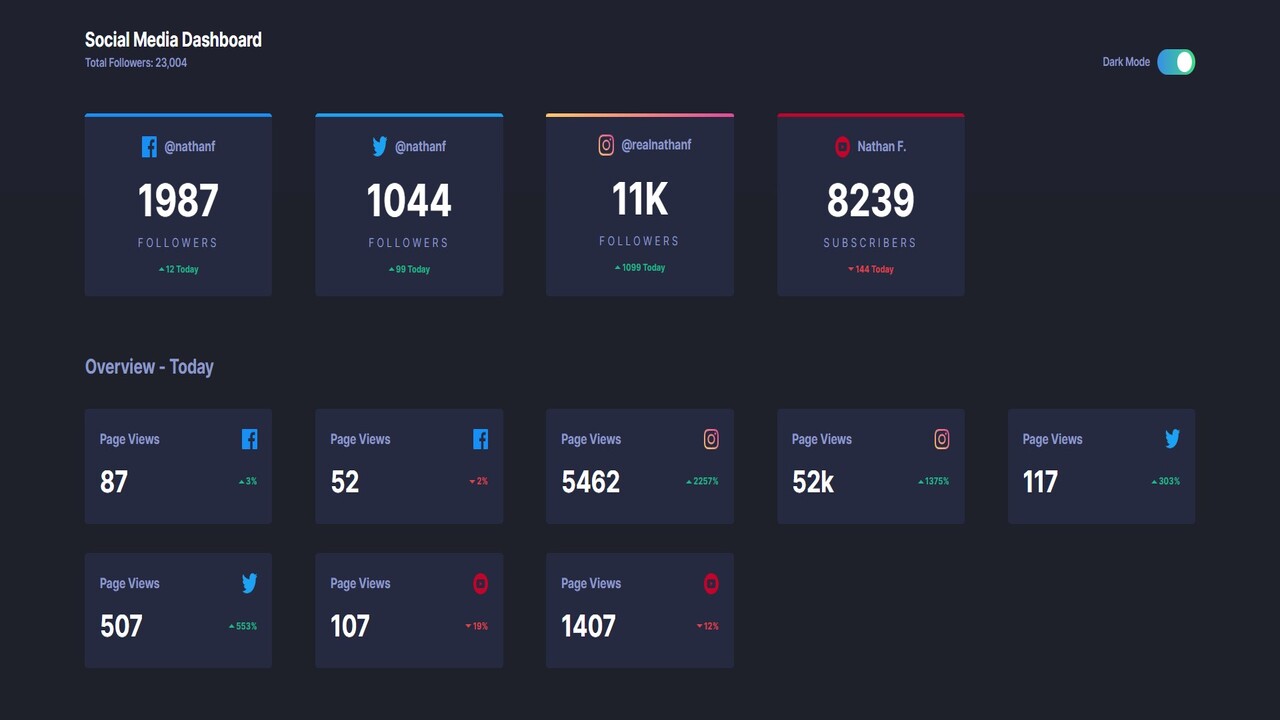 Social Media Dashboard
Total Followers: 23,004
Dark Mode
@nathanf
1987
FOLLOWERS
12 Today
@nathanf
1044
FOLLOWERS
99 Today
@realnathanf
11K
FOLLOWERS
1099 Today
Nathan F.
8239
SUBSCRIBERS
144 Today
Overview - Today
Page Views
87
3%
Page Views
52
2%
Page Views
5462
2257%
Page Views
52k
1375%
Page Views
117
303%
Page Views
507
553%
Page Views
107
19%
Page Views
1407
12%